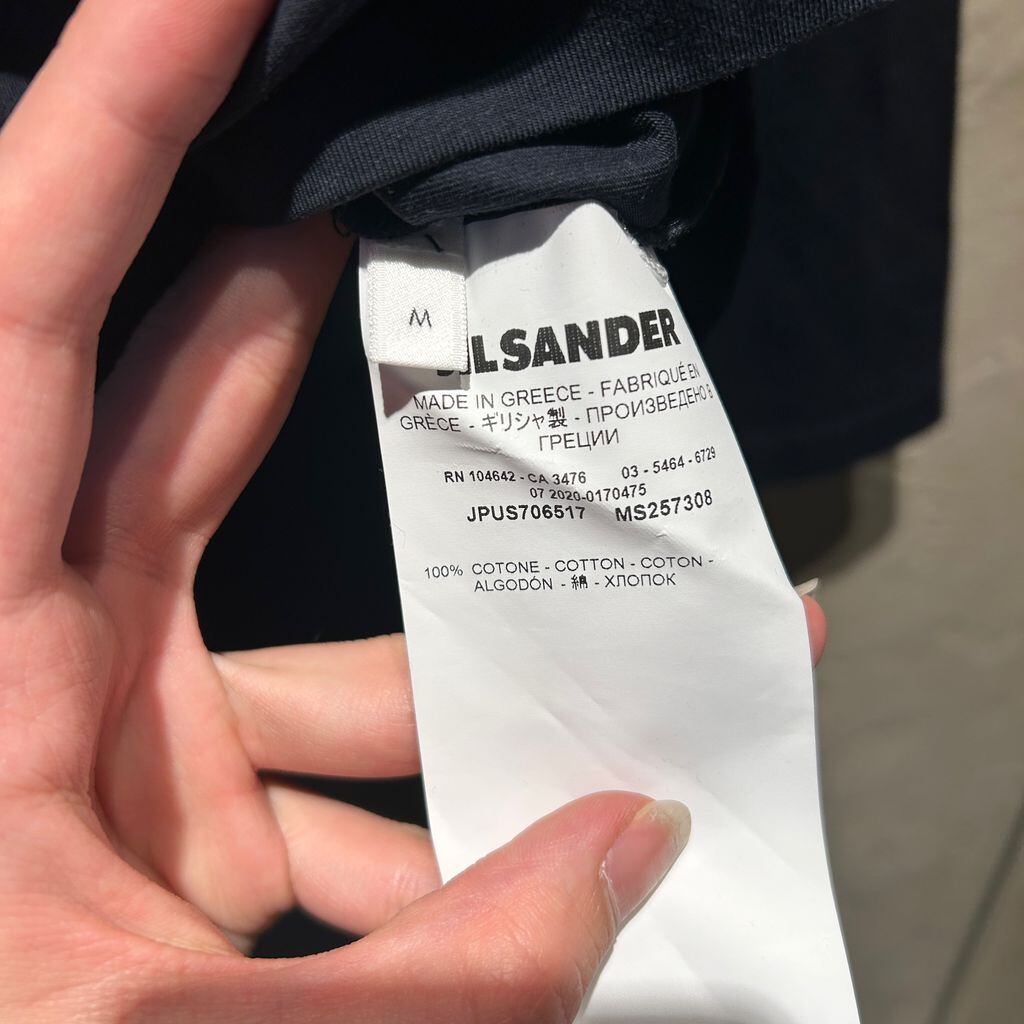 M
JIL SANDER
MADE IN GREECE - FABRIQUÉ EN
GRÈCE - ギリシャ製 - ПРОИЗВЕДЕНО В
ГРЕЦИИ
RN 104642 - CA 3476 03 - 5464 - 6729
07 2020-0170475
JPUS706517 MS257308
100% COTONE - COTTON - COTON -
ALGODÓN - 綿 - ХЛОПОК